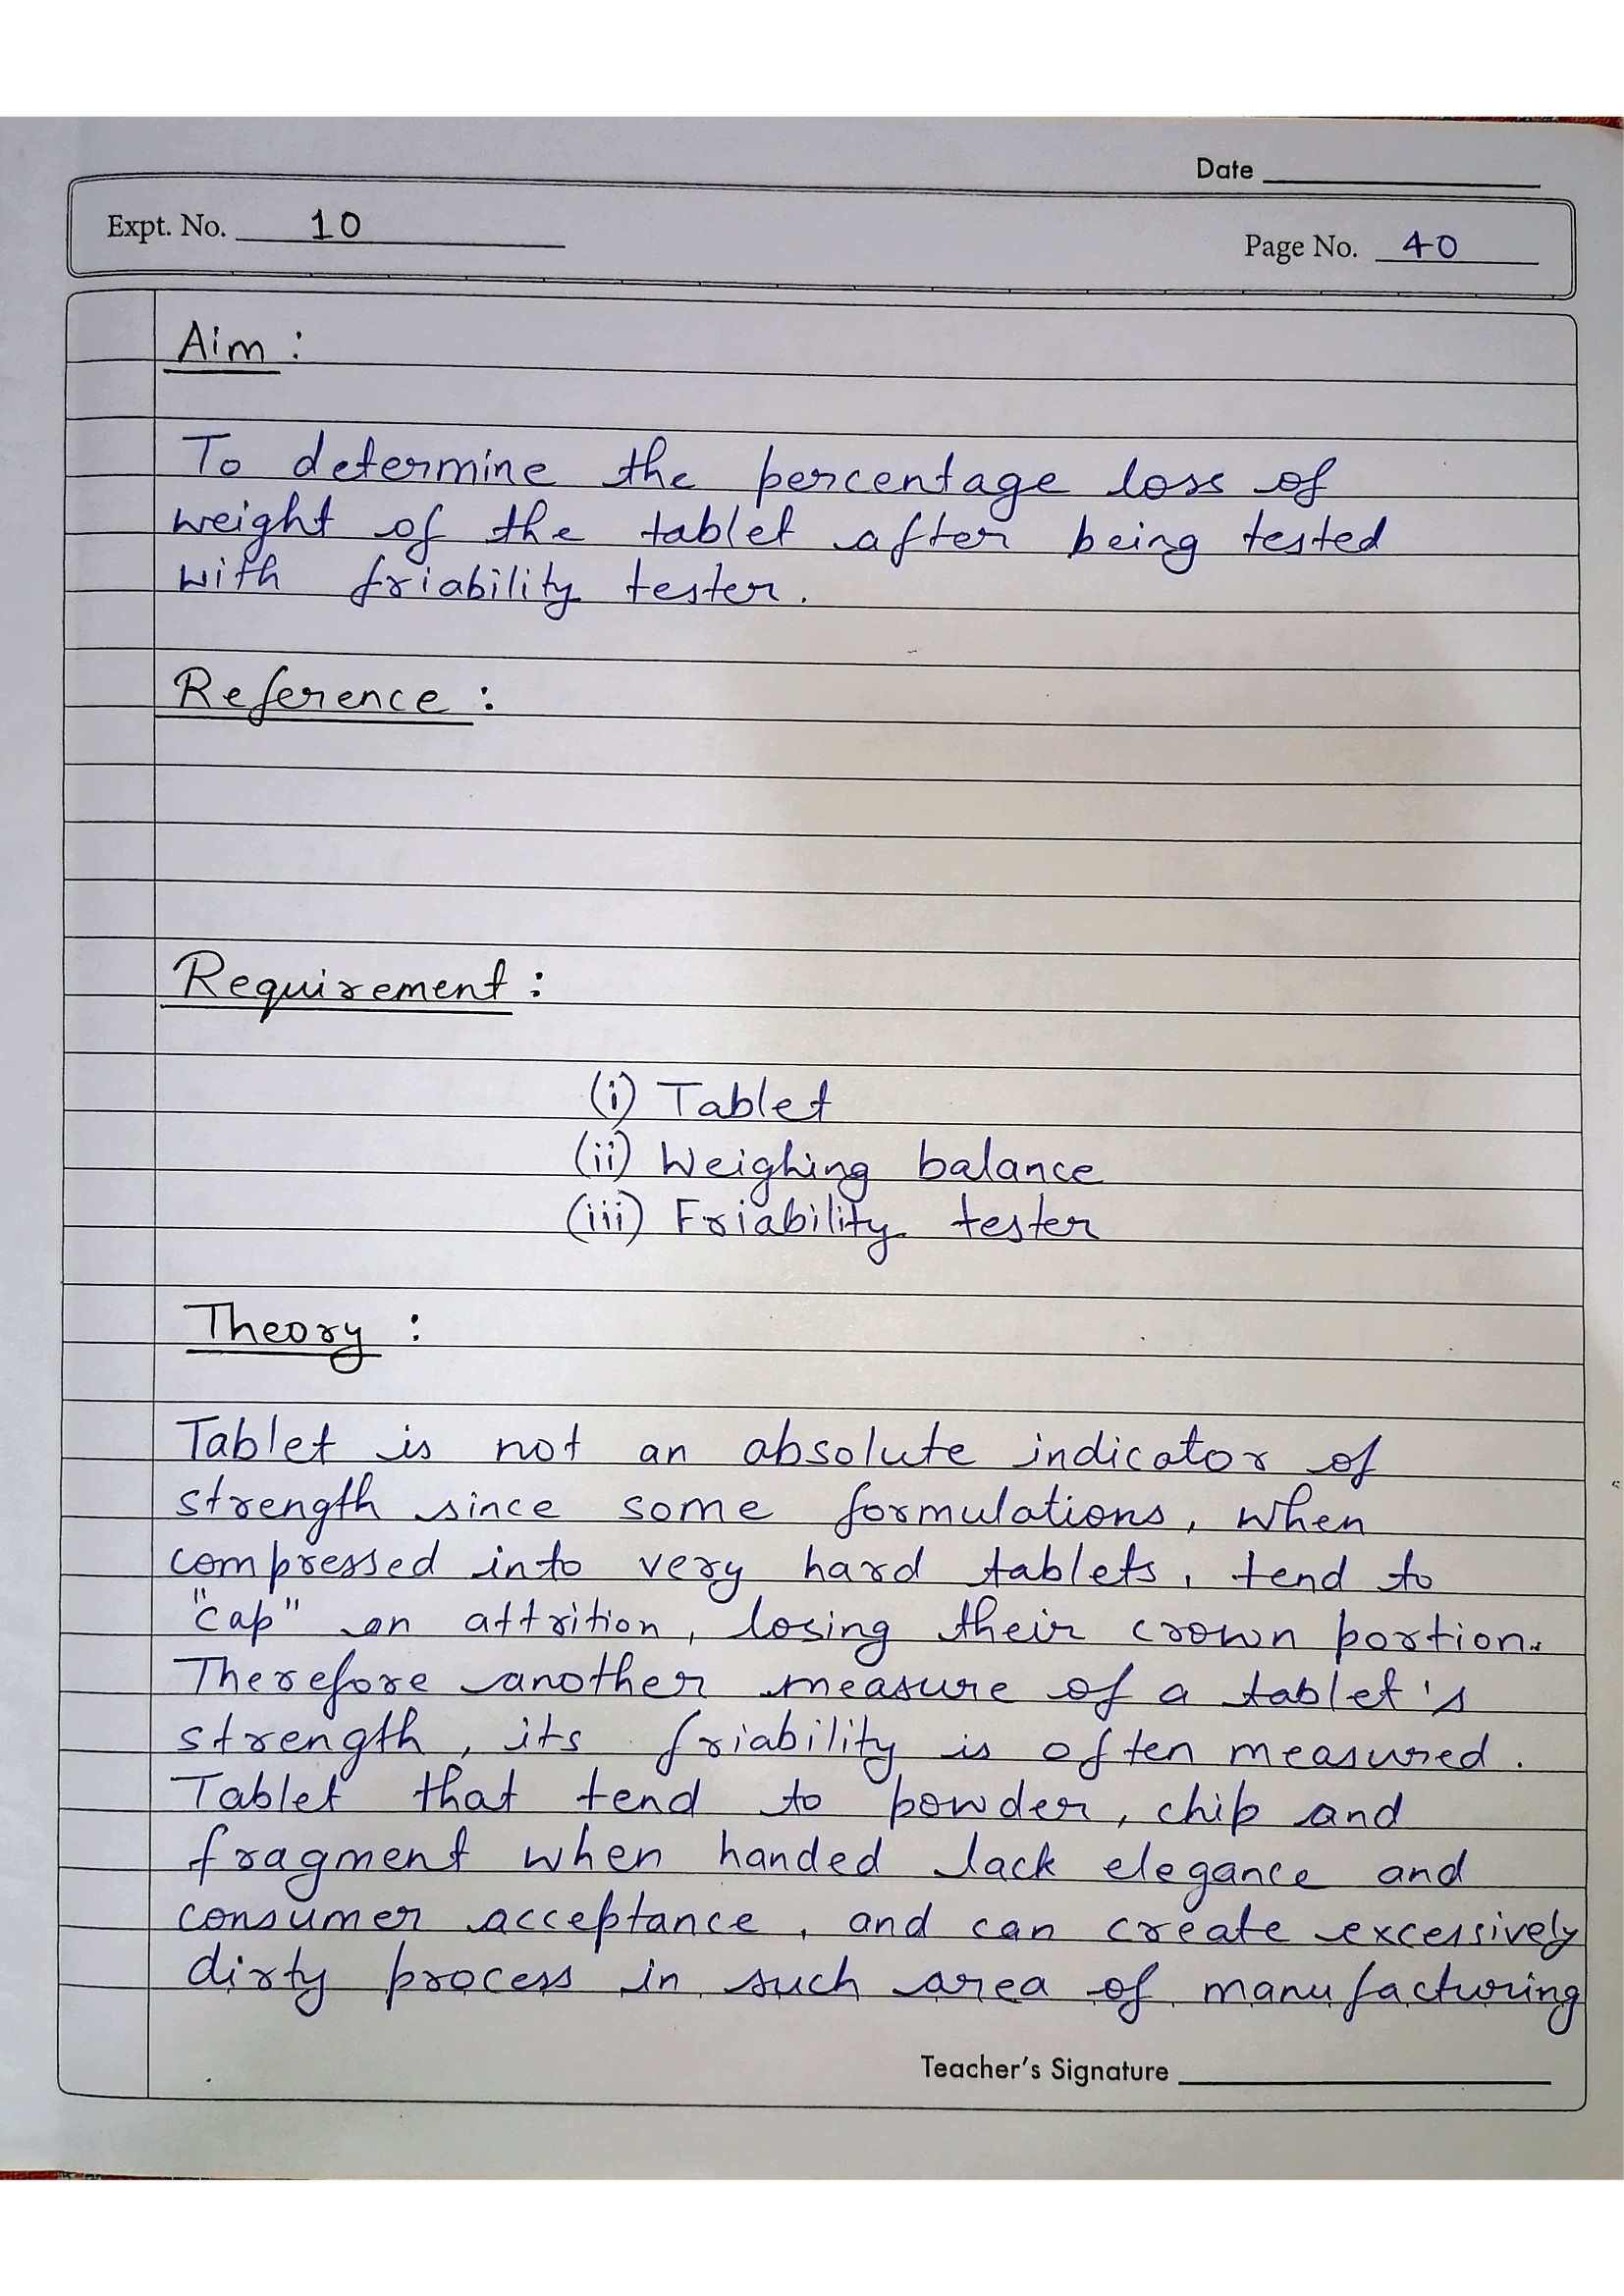 Date
Expt. No. 10
Page No. 40
Aim :
To determine the percentage loss of
weight of the tablet after being tested
with friability tester.
Reference :
Requirement :
(i) Tablet
(ii) Weighing balance
(iii) Friability tester
Theory :
Tablet is not an absolute indicator of
strength since some formulations, when
compressed into very hard tablets, tend to
"cap" on attrition, losing their crown portion.
Therefore another measure of a tablet's
strength, its friability is often measured.
Tablet that tend to powder, chip and
fragment when handed lack elegance and
consumer acceptance, and can create excessively
dirty process in such area of manufacturing
Teacher's Signature